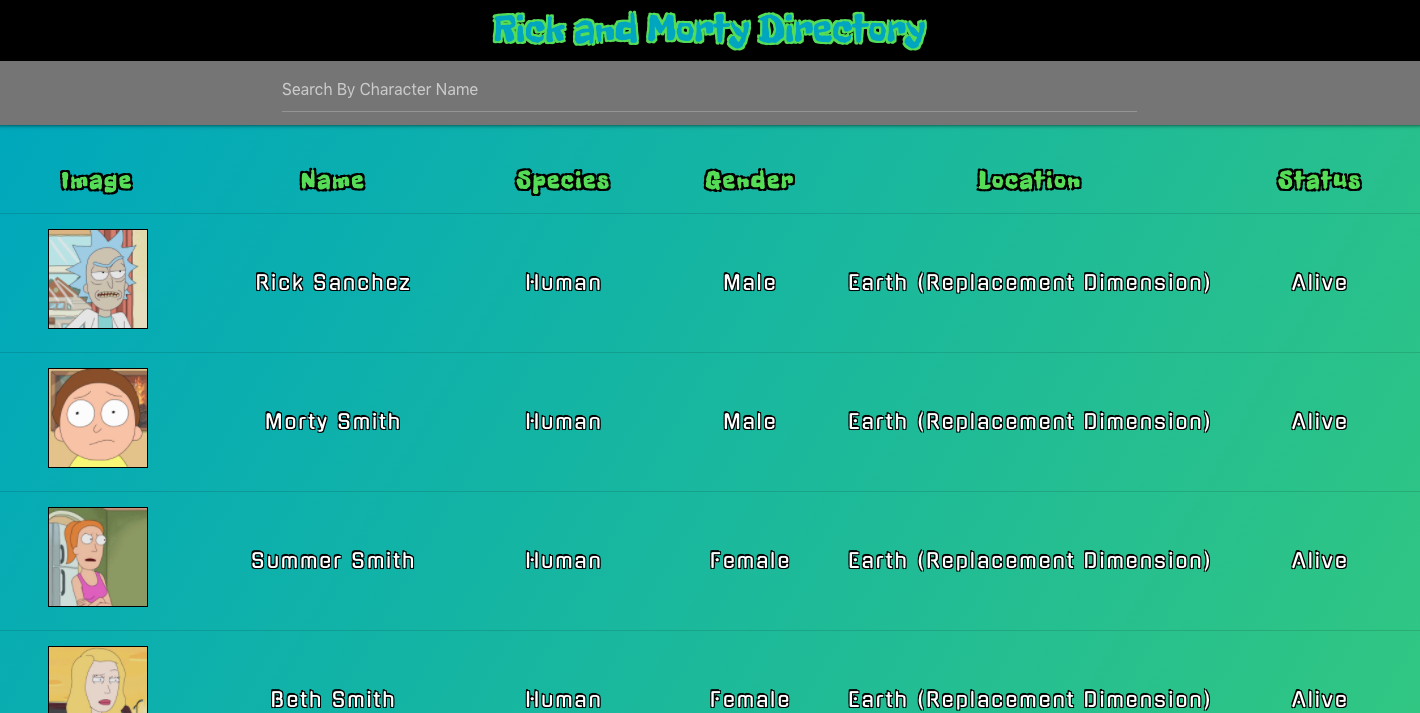 Rick and Morty Directory
Search By Character Name
Image Name Species Gender Location Status
Rick Sanchez Human Male Earth (Replacement Dimension) Alive
Morty Smith Human Male Earth (Replacement Dimension) Alive
Summer Smith Human Female Earth (Replacement Dimension) Alive
Beth Smith Human Female Earth (Replacement Dimension) Alive